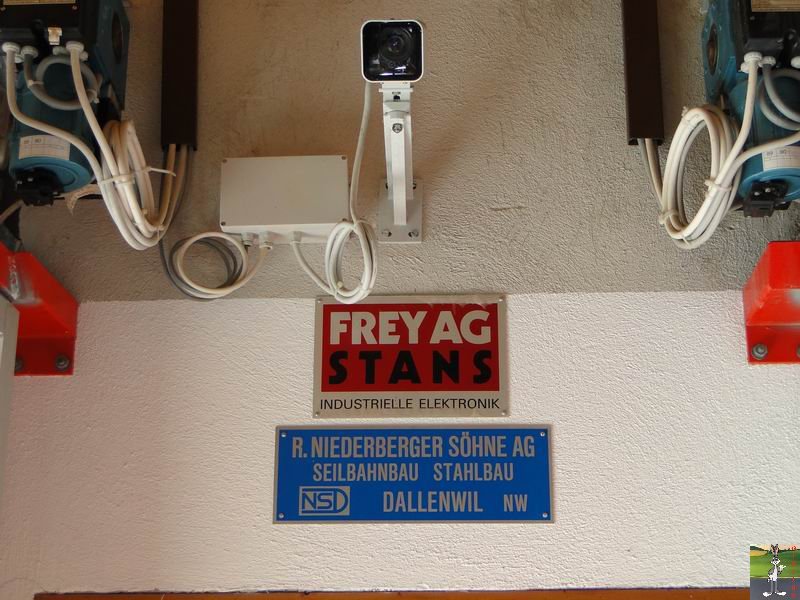 FREY AG
STANS
INDUSTRIELLE ELEKTRONIK
R. NIEDERBERGER SÖHNE AG
SEILBAHNBAU STAHLBAU
NSD DALLENWIL NW